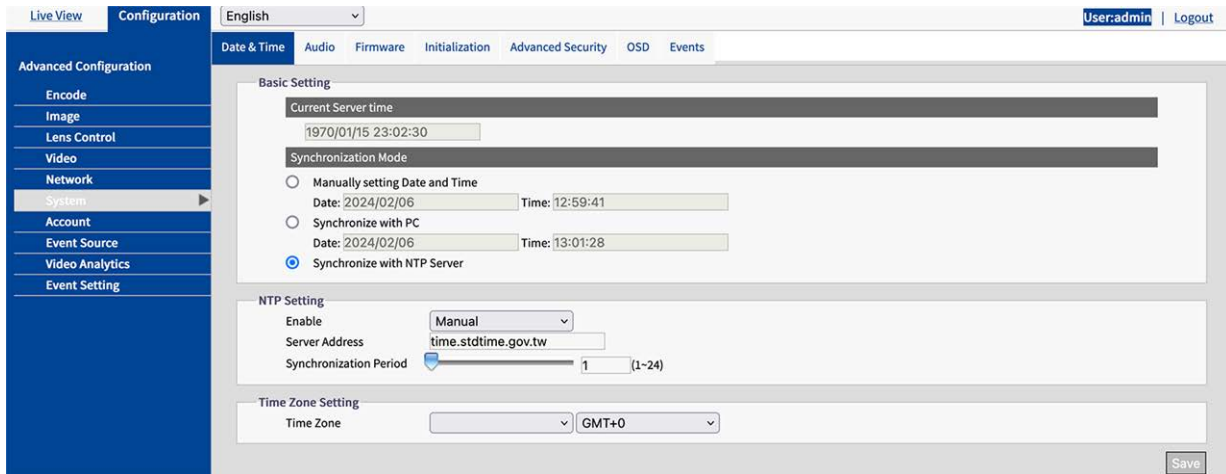 Live View Configuration English User:admin | Logout
Date & Time Audio Firmware Initialization Advanced Security OSD Events
Advanced Configuration
Encode
Image
Lens Control
Video
Network
System
Account
Event Source
Video Analytics
Event Setting
Basic Setting
Current Server time
1970/01/15 23:02:30
Synchronization Mode
Manually setting Date and Time
Date: 2024/02/06 Time: 12:59:41
Synchronize with PC
Date: 2024/02/06 Time: 13:01:28
Synchronize with NTP Server
NTP Setting
Enable Manual
Server Address time.stdtime.gov.tw
Synchronization Period 1 (1~24)
Time Zone Setting
Time Zone GMT+0
Save